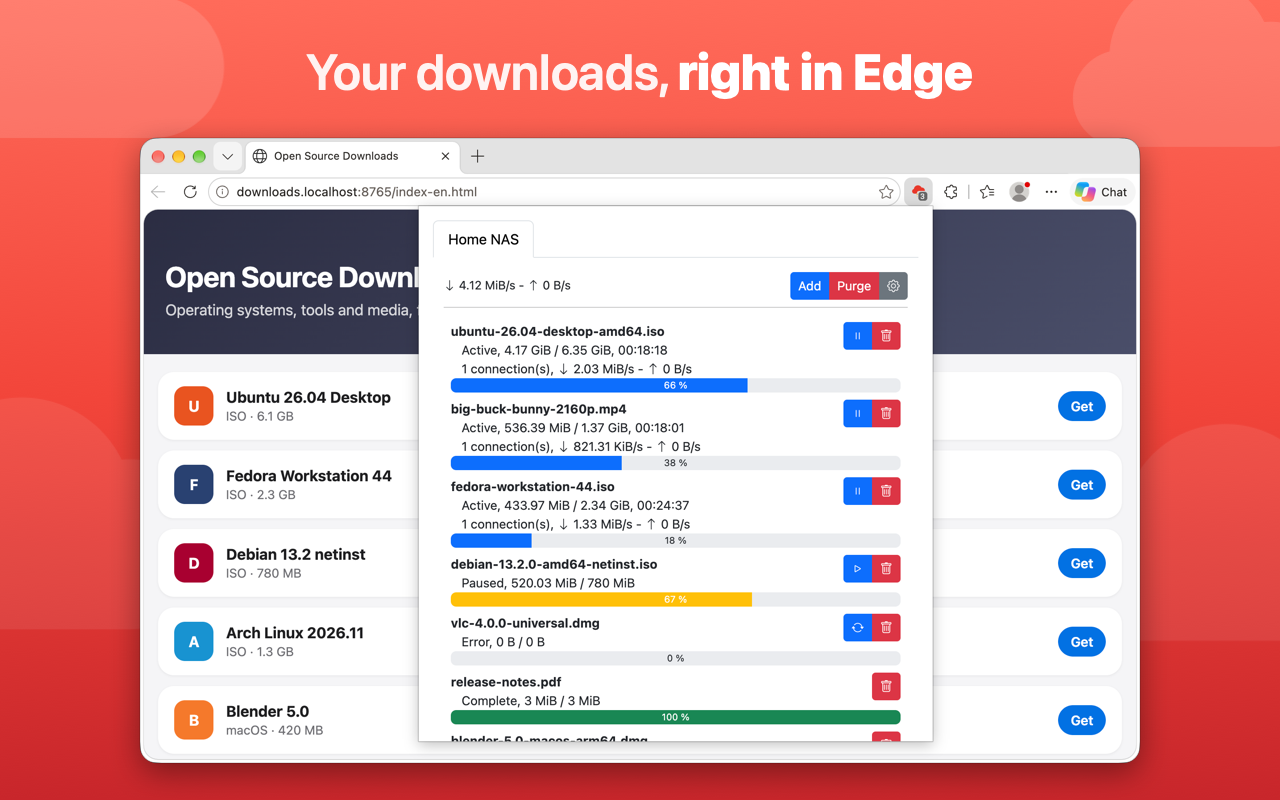 Your downloads, right in Edge
Open Source Downloads
downloads.localhost:8765/index-en.html
3
Chat
Open Source Downl
Operating systems, tools and media,
U
Ubuntu 26.04 Desktop
ISO · 6.1 GB
Get
F
Fedora Workstation 44
ISO · 2.3 GB
Get
D
Debian 13.2 netinst
ISO · 780 MB
Get
A
Arch Linux 2026.11
ISO · 1.3 GB
Get
B
Blender 5.0
macOS · 420 MB
Get
Home NAS
↓ 4.12 MiB/s - ↑ 0 B/s
Add Purge
ubuntu-26.04-desktop-amd64.iso
Active, 4.17 GiB / 6.35 GiB, 00:18:18
1 connection(s), ↓ 2.03 MiB/s - ↑ 0 B/s
66 %
big-buck-bunny-2160p.mp4
Active, 536.39 MiB / 1.37 GiB, 00:18:01
1 connection(s), ↓ 821.31 KiB/s - ↑ 0 B/s
38 %
fedora-workstation-44.iso
Active, 433.97 MiB / 2.34 GiB, 00:24:37
1 connection(s), ↓ 1.33 MiB/s - ↑ 0 B/s
18 %
debian-13.2.0-amd64-netinst.iso
Paused, 520.03 MiB / 780 MiB
67 %
vlc-4.0.0-universal.dmg
Error, 0 B / 0 B
0 %
release-notes.pdf
Complete, 3 MiB / 3 MiB
100 %
blender-5.0-macos-arm64.dmg